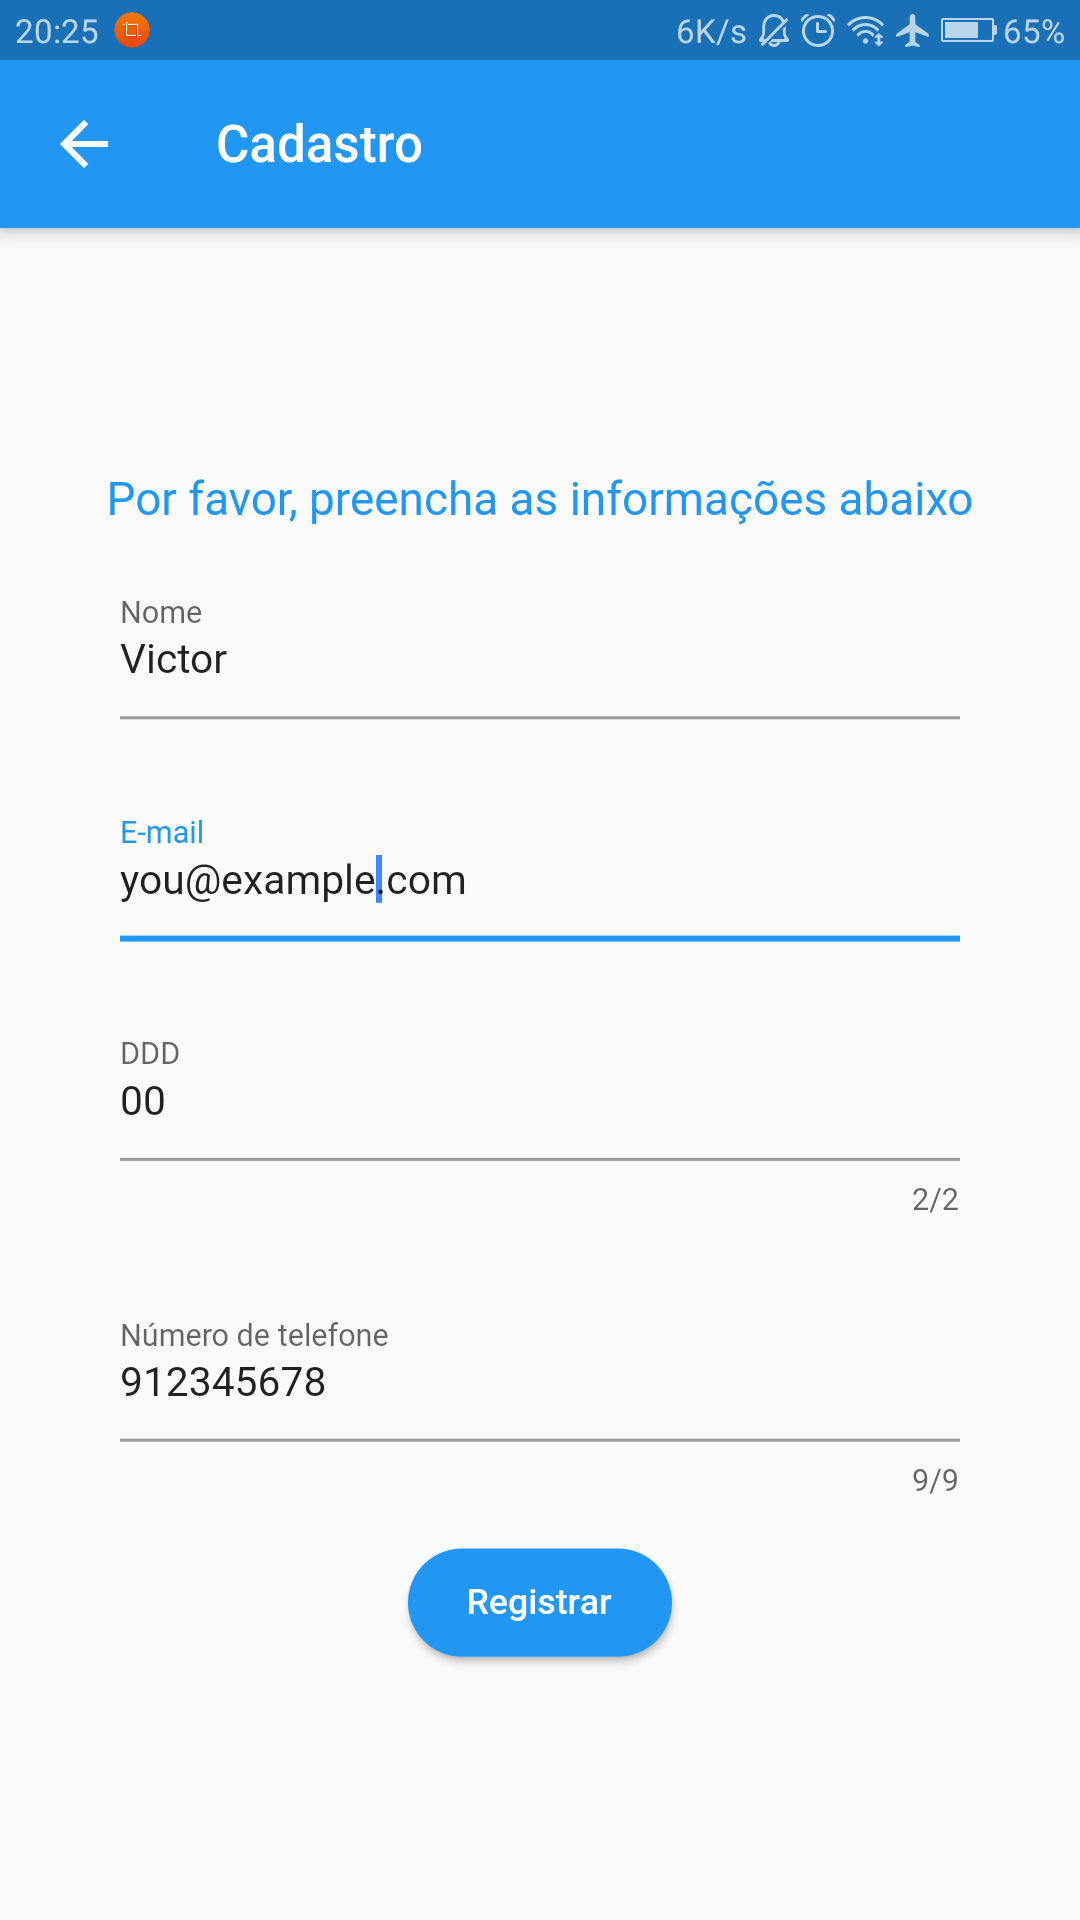 20:25 6K/s 65%
Cadastro
Por favor, preencha as informações abaixo
Nome
Victor
E-mail
you@example.com
DDD
00
2/2
Número de telefone
912345678
9/9
Registrar